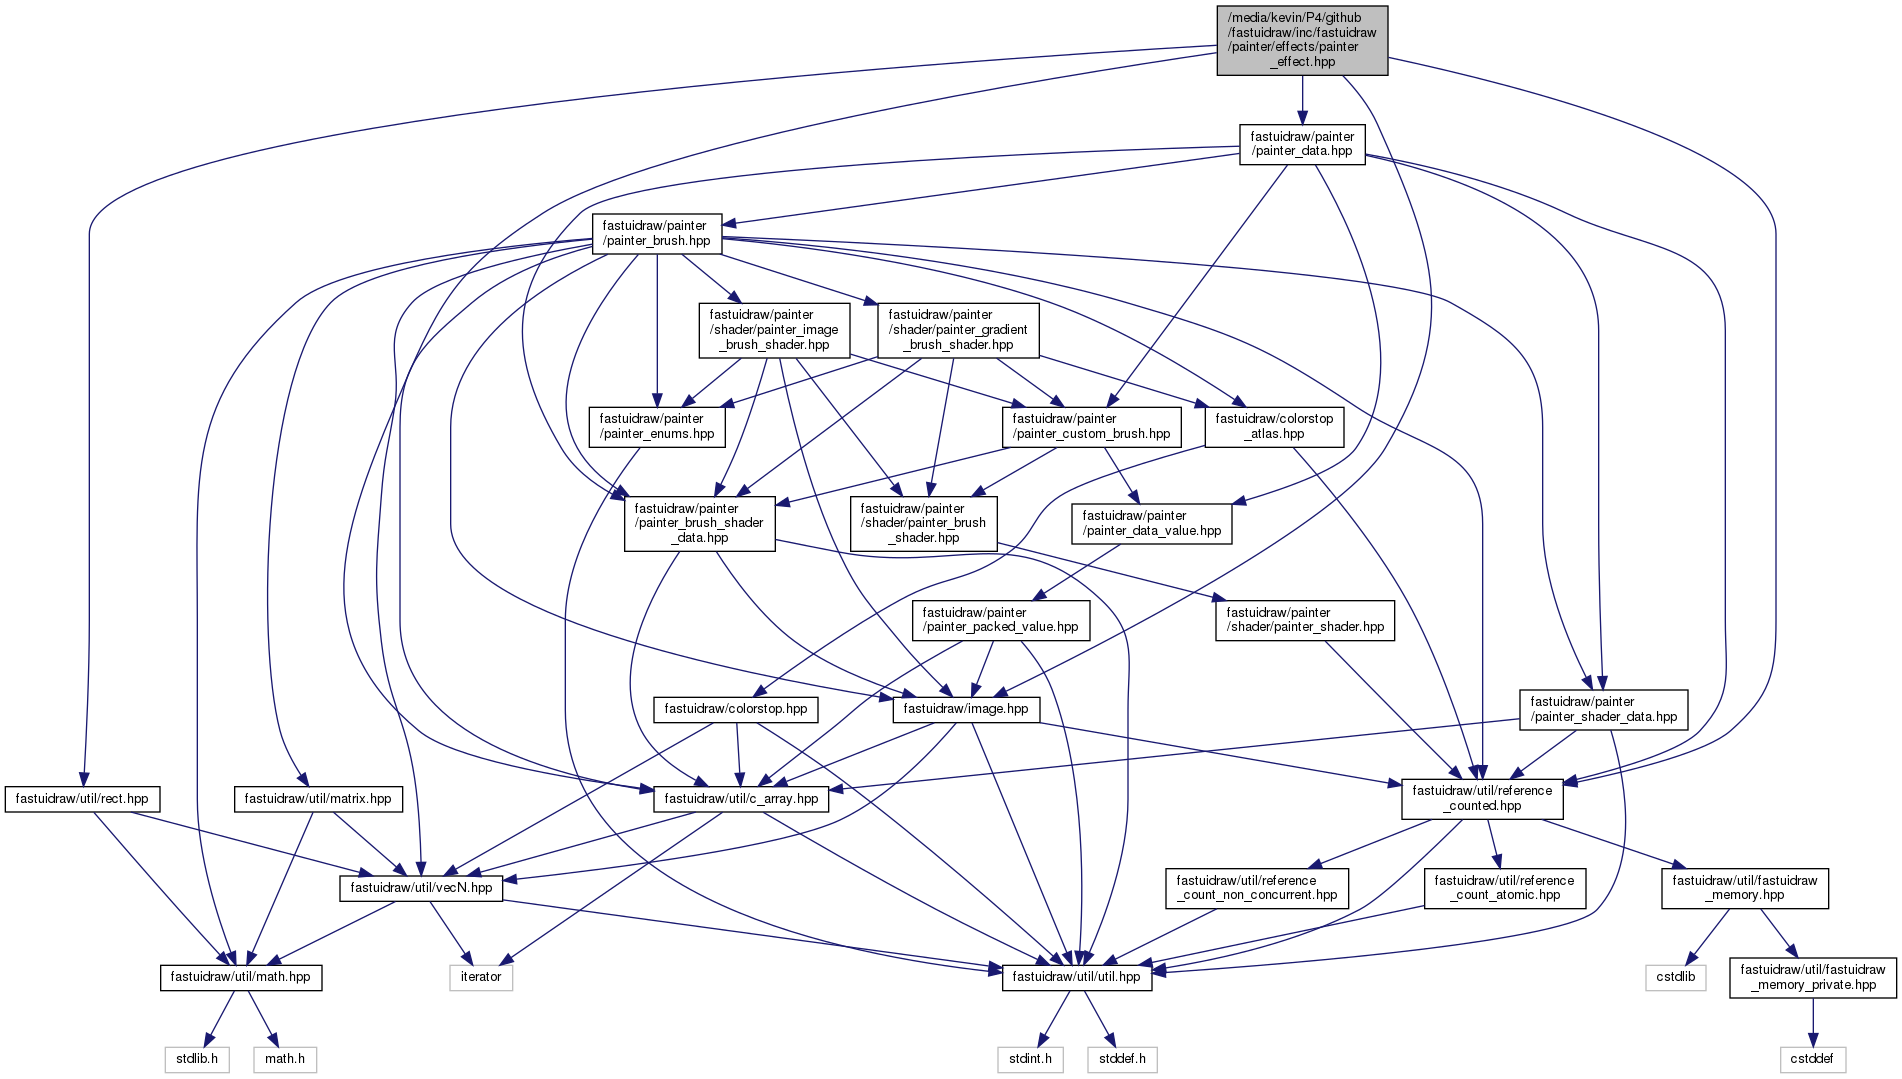 /media/kevin/P4/github
/fastuidraw/inc/fastuidraw
/painter/effects/painter
_effect.hpp
fastuidraw/painter
/painter_data.hpp
fastuidraw/painter
/painter_brush.hpp
fastuidraw/painter
/shader/painter_image
_brush_shader.hpp
fastuidraw/painter
/shader/painter_gradient
_brush_shader.hpp
fastuidraw/painter
/painter_enums.hpp
fastuidraw/painter
/painter_custom_brush.hpp
fastuidraw/colorstop
_atlas.hpp
fastuidraw/painter
/painter_brush_shader
_data.hpp
fastuidraw/painter
/shader/painter_brush
_shader.hpp
fastuidraw/painter
/painter_data_value.hpp
fastuidraw/painter
/painter_packed_value.hpp
fastuidraw/painter
/shader/painter_shader.hpp
fastuidraw/colorstop.hpp
fastuidraw/image.hpp
fastuidraw/painter
/painter_shader_data.hpp
fastuidraw/util/rect.hpp
fastuidraw/util/matrix.hpp
fastuidraw/util/c_array.hpp
fastuidraw/util/reference
_counted.hpp
fastuidraw/util/vecN.hpp
fastuidraw/util/reference
_count_non_concurrent.hpp
fastuidraw/util/reference
_count_atomic.hpp
fastuidraw/util/fastuidraw
_memory.hpp
fastuidraw/util/math.hpp
iterator
fastuidraw/util/util.hpp
cstdlib
fastuidraw/util/fastuidraw
_memory_private.hpp
stdlib.h
math.h
stdint.h
stddef.h
cstddef